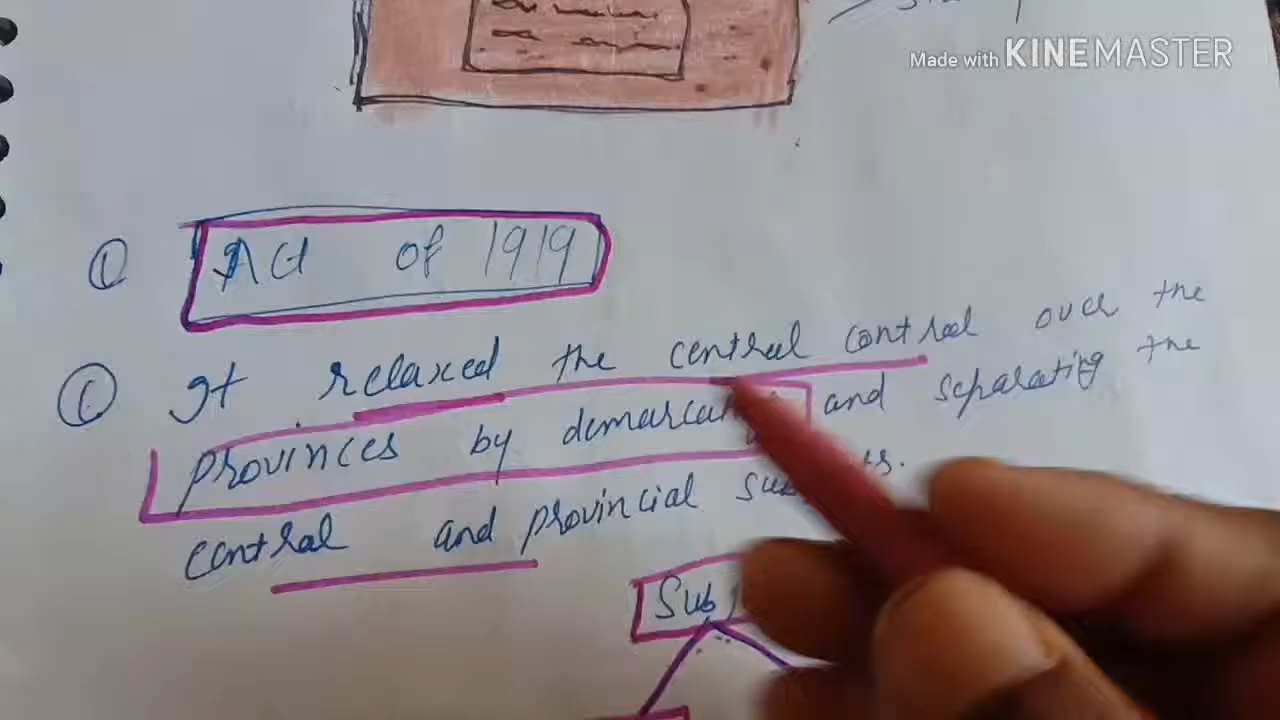 Made with KINEMASTER
① Act of 1919
① It relaxed the central control over the
provinces by and separating the
central and provincial